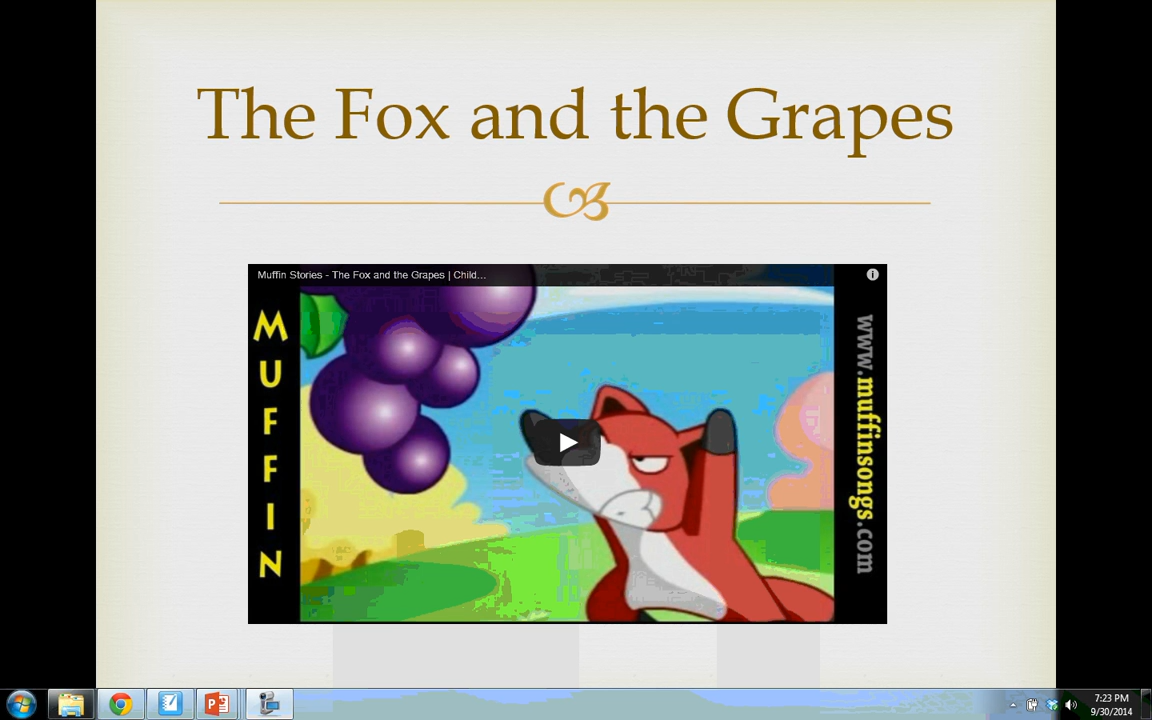 The Fox and the Grapes
Muffin Stories - The Fox and the Grapes | Child...
MUFFIN
www.muffinsongs.com
7:23 PM
9/30/2014